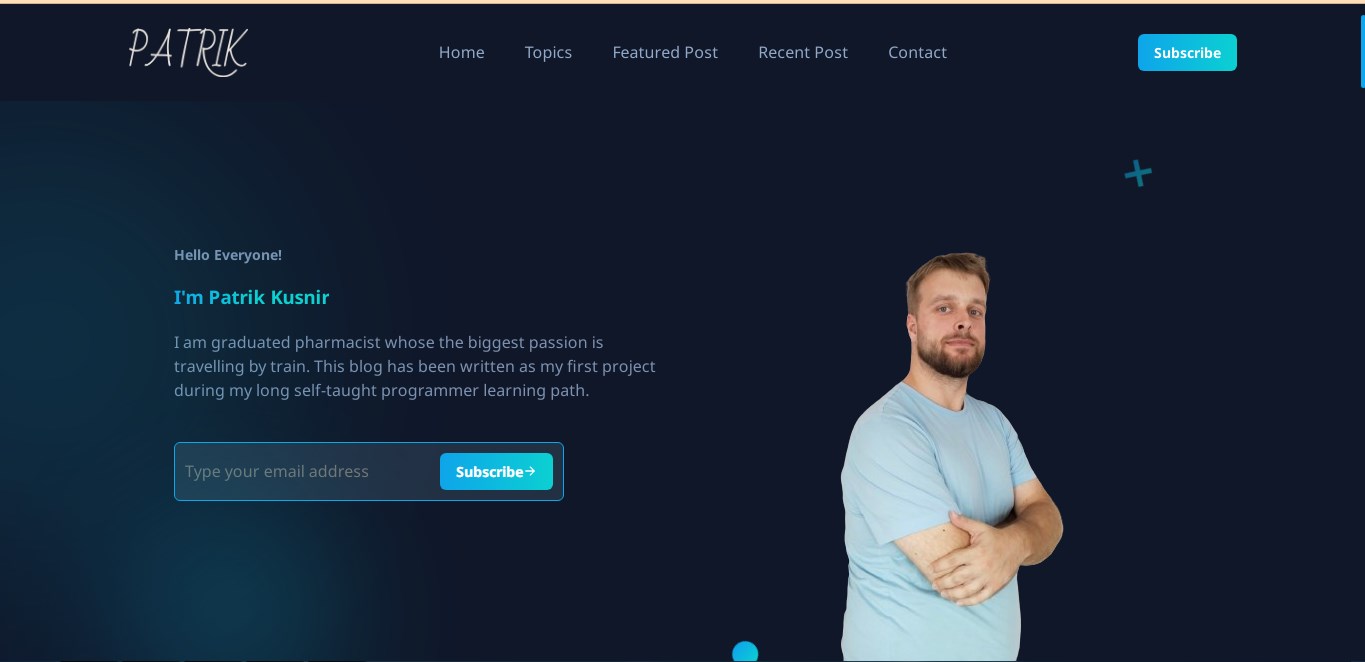 PATRIK
Home
Topics
Featured Post
Recent Post
Contact
Subscribe
Hello Everyone!
I'm Patrik Kusnir
I am graduated pharmacist whose the biggest passion is
travelling by train. This blog has been written as my first project
during my long self-taught programmer learning path.
Type your email address
Subscribe→